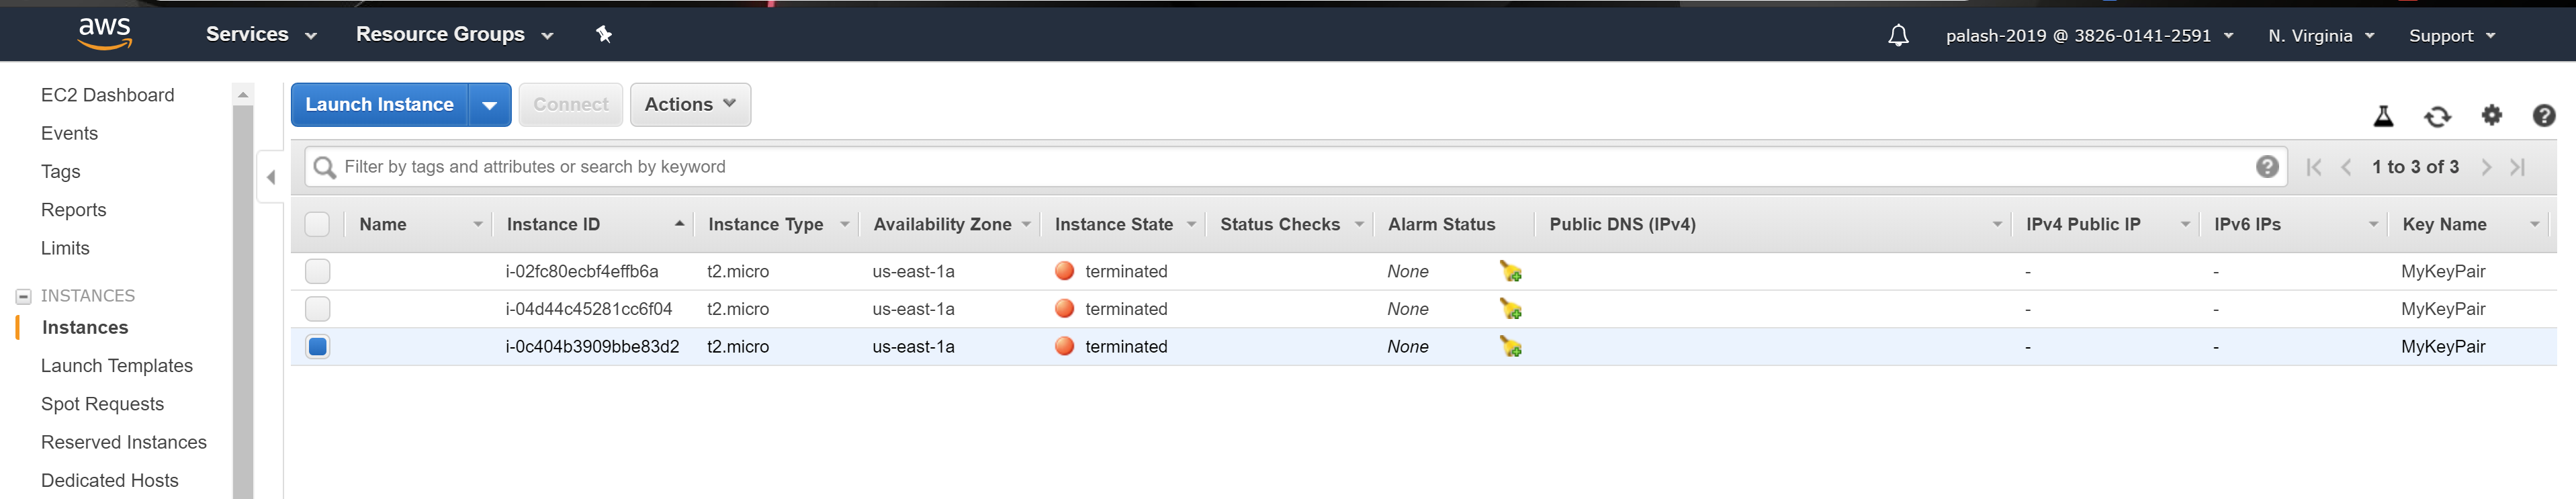 aws Services Resource Groups palash-2019 @ 3826-0141-2591 N. Virginia Support
EC2 Dashboard
Events
Tags
Reports
Limits
INSTANCES
Instances
Launch Templates
Spot Requests
Reserved Instances
Dedicated Hosts
Launch Instance Connect Actions
Filter by tags and attributes or search by keyword 1 to 3 of 3
Name Instance ID Instance Type Availability Zone Instance State Status Checks Alarm Status Public DNS (IPv4) IPv4 Public IP IPv6 IPs Key Name
i-02fc80ecbf4effb6a t2.micro us-east-1a terminated None - - MyKeyPair
i-04d44c45281cc6f04 t2.micro us-east-1a terminated None - - MyKeyPair
i-0c404b3909bbe83d2 t2.micro us-east-1a terminated None - - MyKeyPair